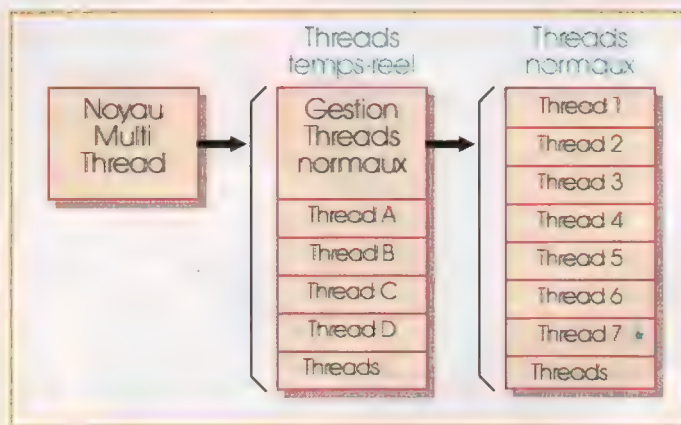 Threads
temps-reel
Threads
normaux
Noyau
Multi
Thread
Gestion
Threads
normaux
Thread A
Thread B
Thread C
Thread D
Threads
Thread 1
Thread 2
Thread 3
Thread 4
Thread 5
Thread 6
Thread 7
Threads